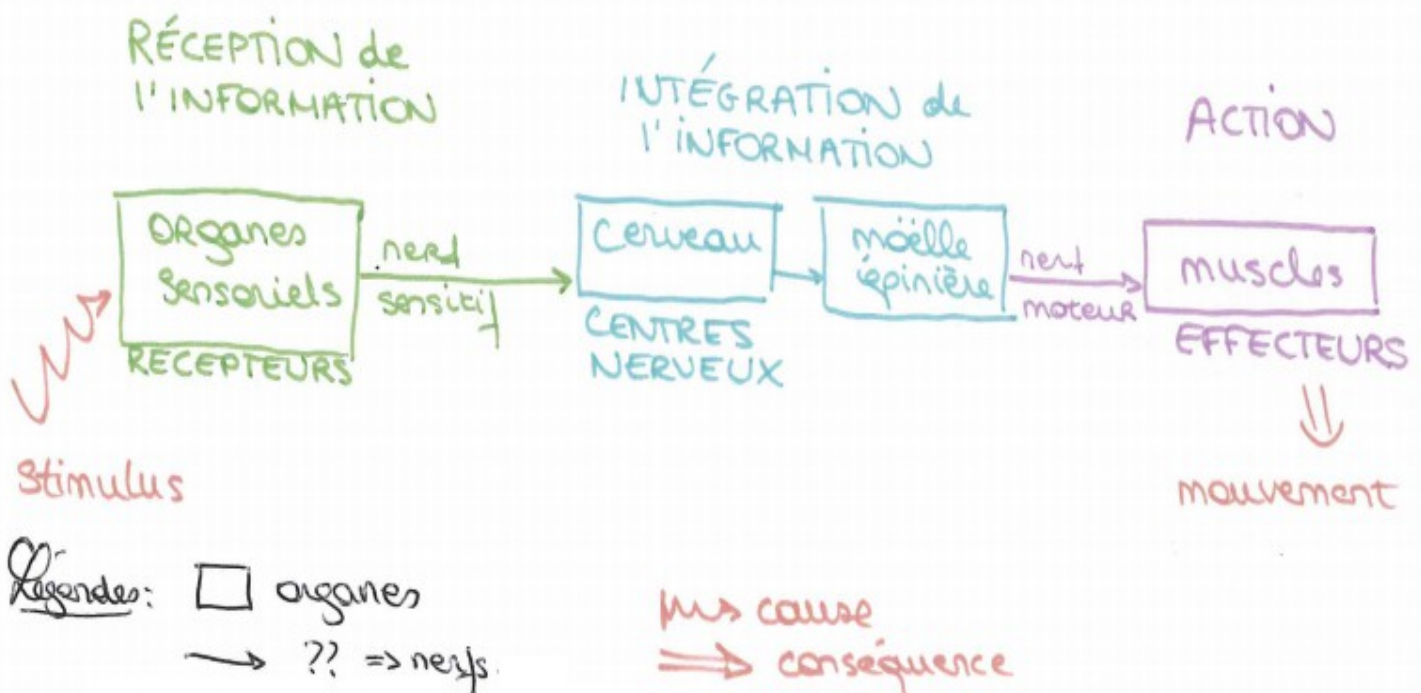 RÉCEPTION de
l'INFORMATION
INTÉGRATION de
l'INFORMATION
ACTION
ORganes
Sensoriels
RECEPTEURS
nerf
sensitif
Cerveau
CENTRES
NERVEUX
möelle
épinière
nerf
moteur
muscles
EFFECTEURS
Stimulus
mouvement
Légendes:
organes
?? => nerfs.
cause
conséquence